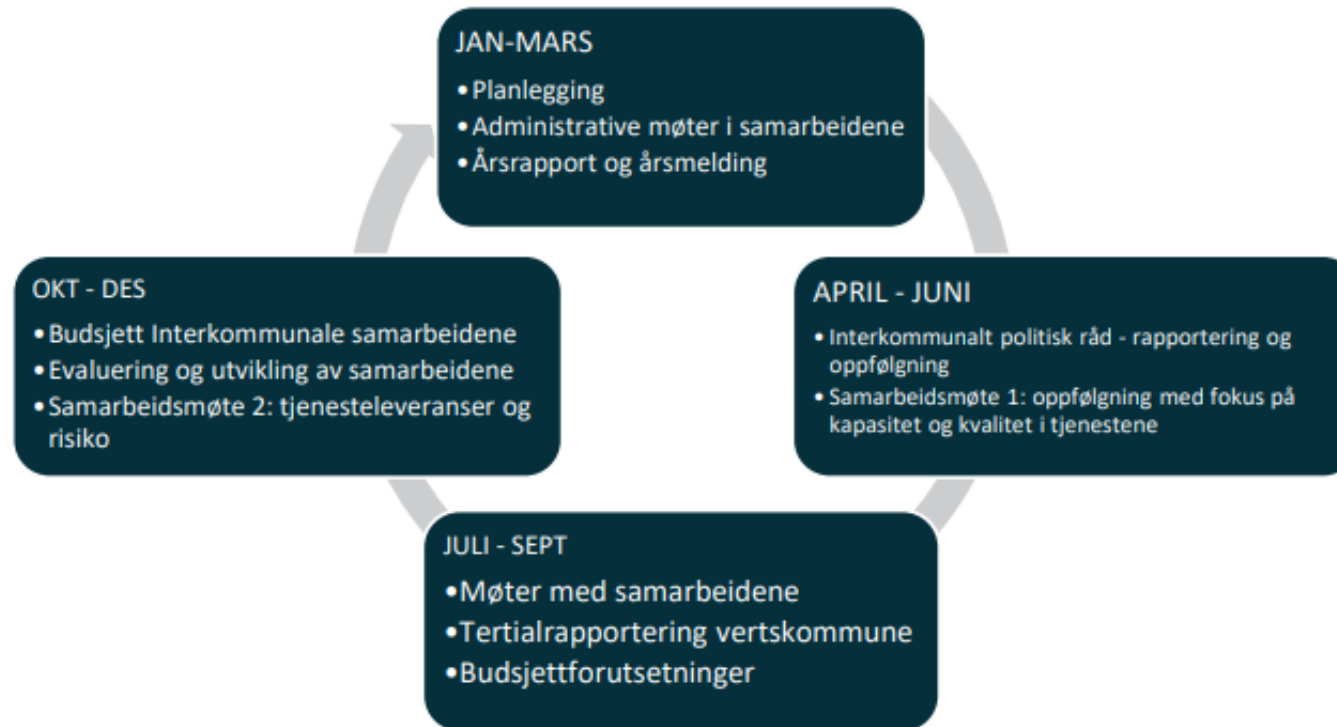 JAN-MARS
•Planlegging
•Administrative møter i samarbeidene
•Årsrapport og årsmelding
APRIL - JUNI
•Interkommunalt politisk råd - rapportering og
oppfølgning
•Samarbeidsmøte 1: oppfølgning med fokus på
kapasitet og kvalitet i tjenestene
JULI - SEPT
•Møter med samarbeidene
•Tertialrapportering vertskommune
•Budsjettforutsetninger
OKT - DES
•Budsjett Interkommunale samarbeidene
•Evaluering og utvikling av samarbeidene
•Samarbeidsmøte 2: tjenesteleveranser og
risiko